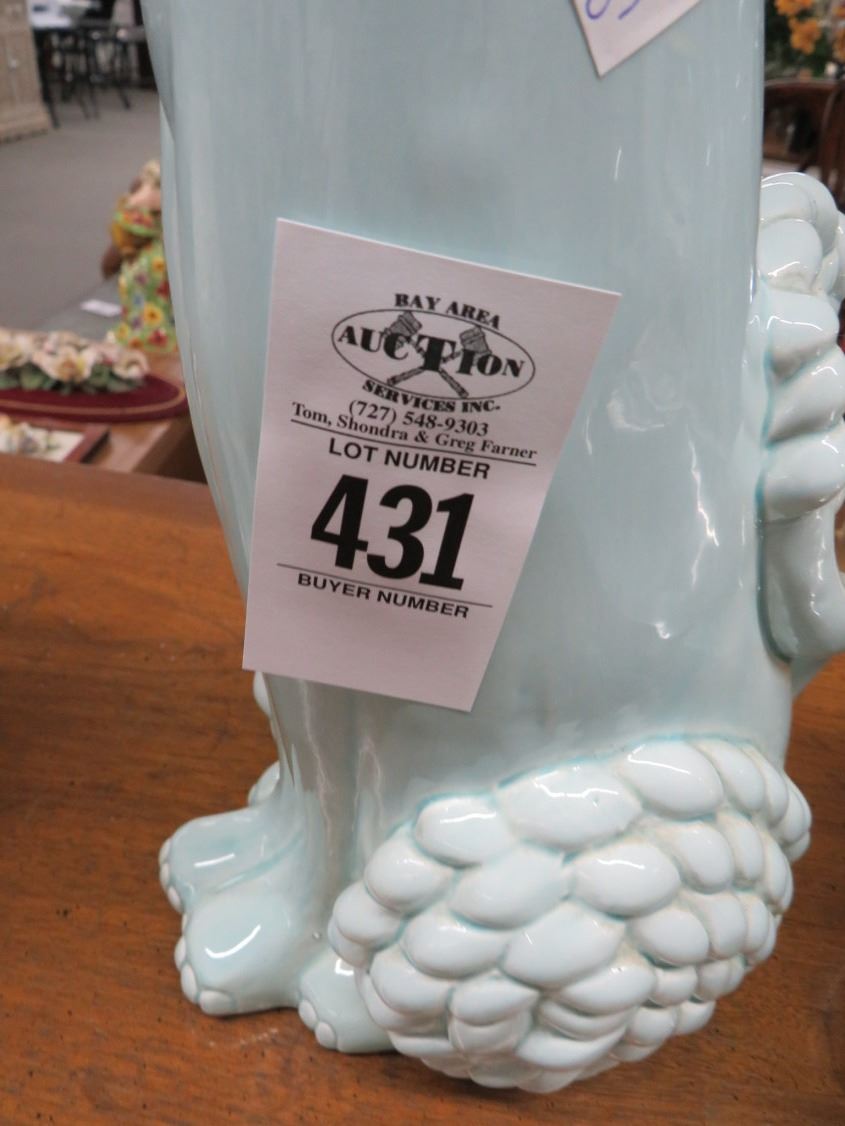 BAY AREA
AUCTION
SERVICES INC.
(727) 548-9303
Tom, Shondra & Greg Farner
LOT NUMBER
431
BUYER NUMBER